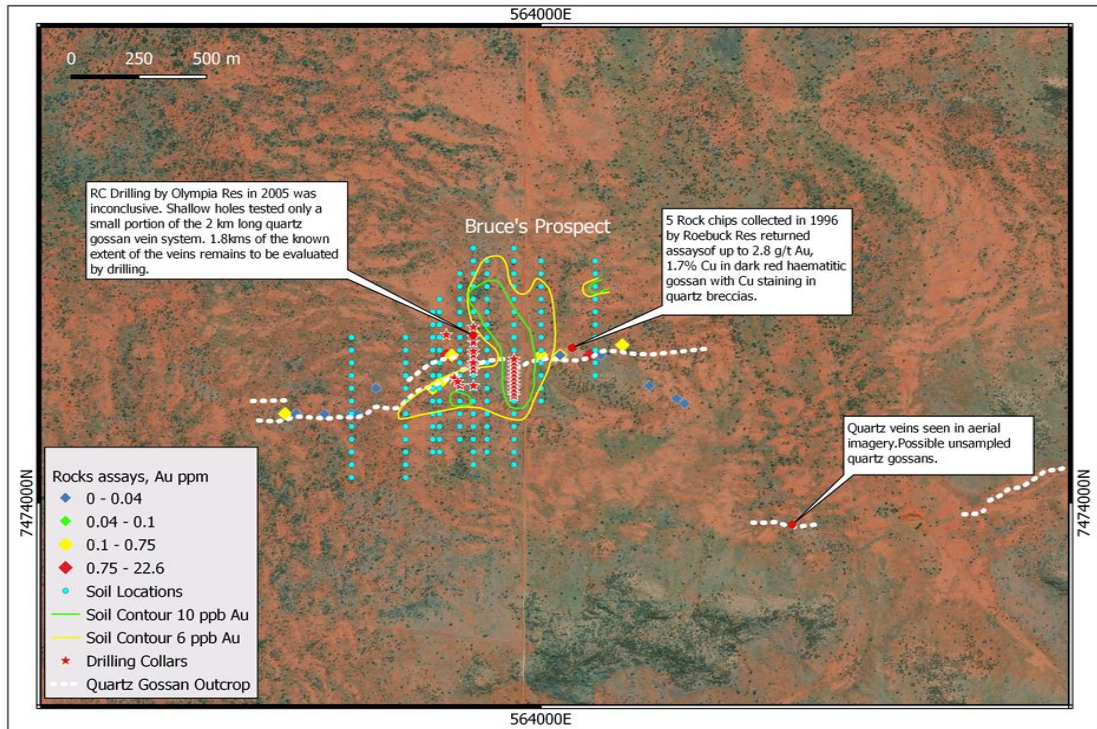 564000E
0 250 500 m
RC Drilling by Olympia Res in 2005 was
inconclusive. Shallow holes tested only a
small portion of the 2 km long quartz
gossan vein system. 1.8kms of the known
extent of the veins remains to be evaluated
by drilling.
Bruce's Prospect
5 Rock chips collected in 1996
by Roebuck Res returned
assaysof up to 2.8 g/t Au,
1.7% Cu in dark red haematitic
gossan with Cu staining in
quartz breccias.
Quartz veins seen in aerial
imagery.Possible unsampled
quartz gossans.
7474000N
7474000N
Rocks assays, Au ppm
0 - 0.04
0.04 - 0.1
0.1 - 0.75
0.75 - 22.6
Soil Locations
Soil Contour 10 ppb Au
Soil Contour 6 ppb Au
Drilling Collars
Quartz Gossan Outcrop
564000E